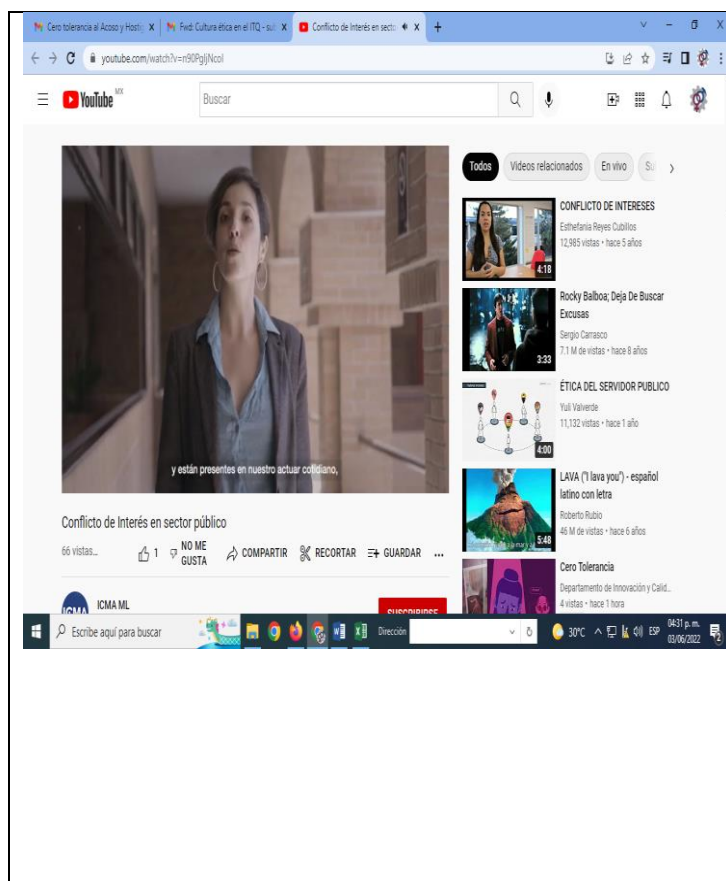 Cero tolerancia al Acoso y Hostig X
Fwd: Cultura ética en el ITQ - sub X
Conflicto de Interés en secto X +
youtube.com/watch?v=n90PgljNcoI
YouTube MX
Buscar
Todos Videos relacionados En vivo Su
CONFLICTO DE INTERESES
Esthefania Reyes Cubillos
12,985 vistas • hace 5 años
4:18
Rocky Balboa; Deja De Buscar
Excusas
Sergio Carrasco
7.1 M de vistas • hace 8 años
3:33
ÉTICA DEL SERVIDOR PUBLICO
Yuli Valverde
11,132 vistas • hace 1 año
4:00
LAVA ("I lava you") - español
latino con letra
Roberto Rubio
46 M de vistas • hace 6 años
5:48
Cero Tolerancia
Departamento de Innovación y Calid...
4 vistas • hace 1 hora
y están presentes en nuestro actuar cotidiano,
Conflicto de Interés en sector público
66 vistas... 1 NO ME GUSTA COMPARTIR RECORTAR GUARDAR ...
ICMA ICMA ML
SUSCRIBIRSE
Escribe aquí para buscar
Dirección
30°C ESP 04:31 p. m.
03/06/2022
2